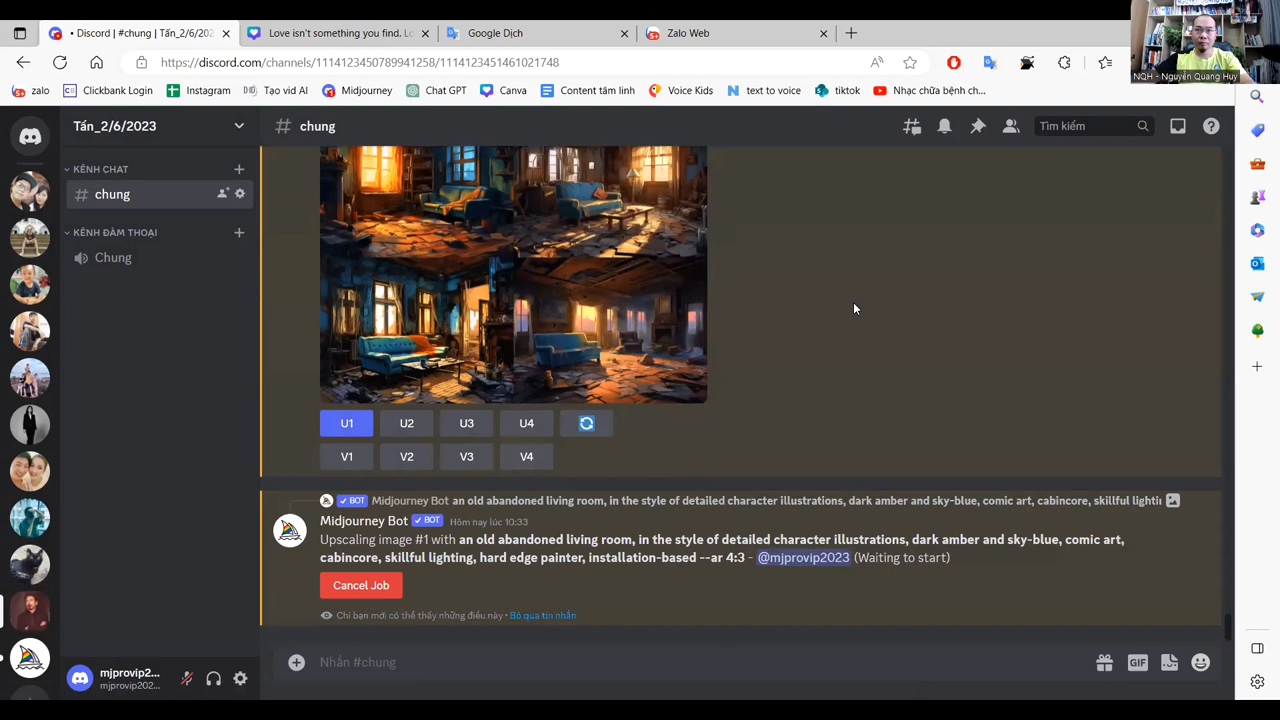 Discord | #chung | Tấn_2/6/202
Love isn't something you find. Lo
Google Dịch
Zalo Web
https://discord.com/channels/1114123450789941258/1114123451461021748
NQH - Nguyễn Quang Huy
zalo
Clickbank Login
Instagram
Tạo vid AI
Midjourney
Chat GPT
Canva
Content tâm linh
Voice Kids
text to voice
tiktok
Nhạc chữa bệnh ch...
Tấn_2/6/2023
chung
Tìm kiếm
KÊNH CHAT
chung
KÊNH ĐÀM THOẠI
Chung
U1
U2
U3
U4
V1
V2
V3
V4
BOT Midjourney Bot an old abandoned living room, in the style of detailed character illustrations, dark amber and sky-blue, comic art, cabincore, skillful lightin
Midjourney Bot BOT Hôm nay lúc 10:33
Upscaling image #1 with an old abandoned living room, in the style of detailed character illustrations, dark amber and sky-blue, comic art,
cabincore, skillful lighting, hard edge painter, installation-based --ar 4:3 - @mjprovip2023 (Waiting to start)
Cancel Job
Chỉ bạn mới có thể thấy những điều này • Bỏ qua tin nhắn
Nhắn #chung
GIF
mjprovip2...
mjprovip202...